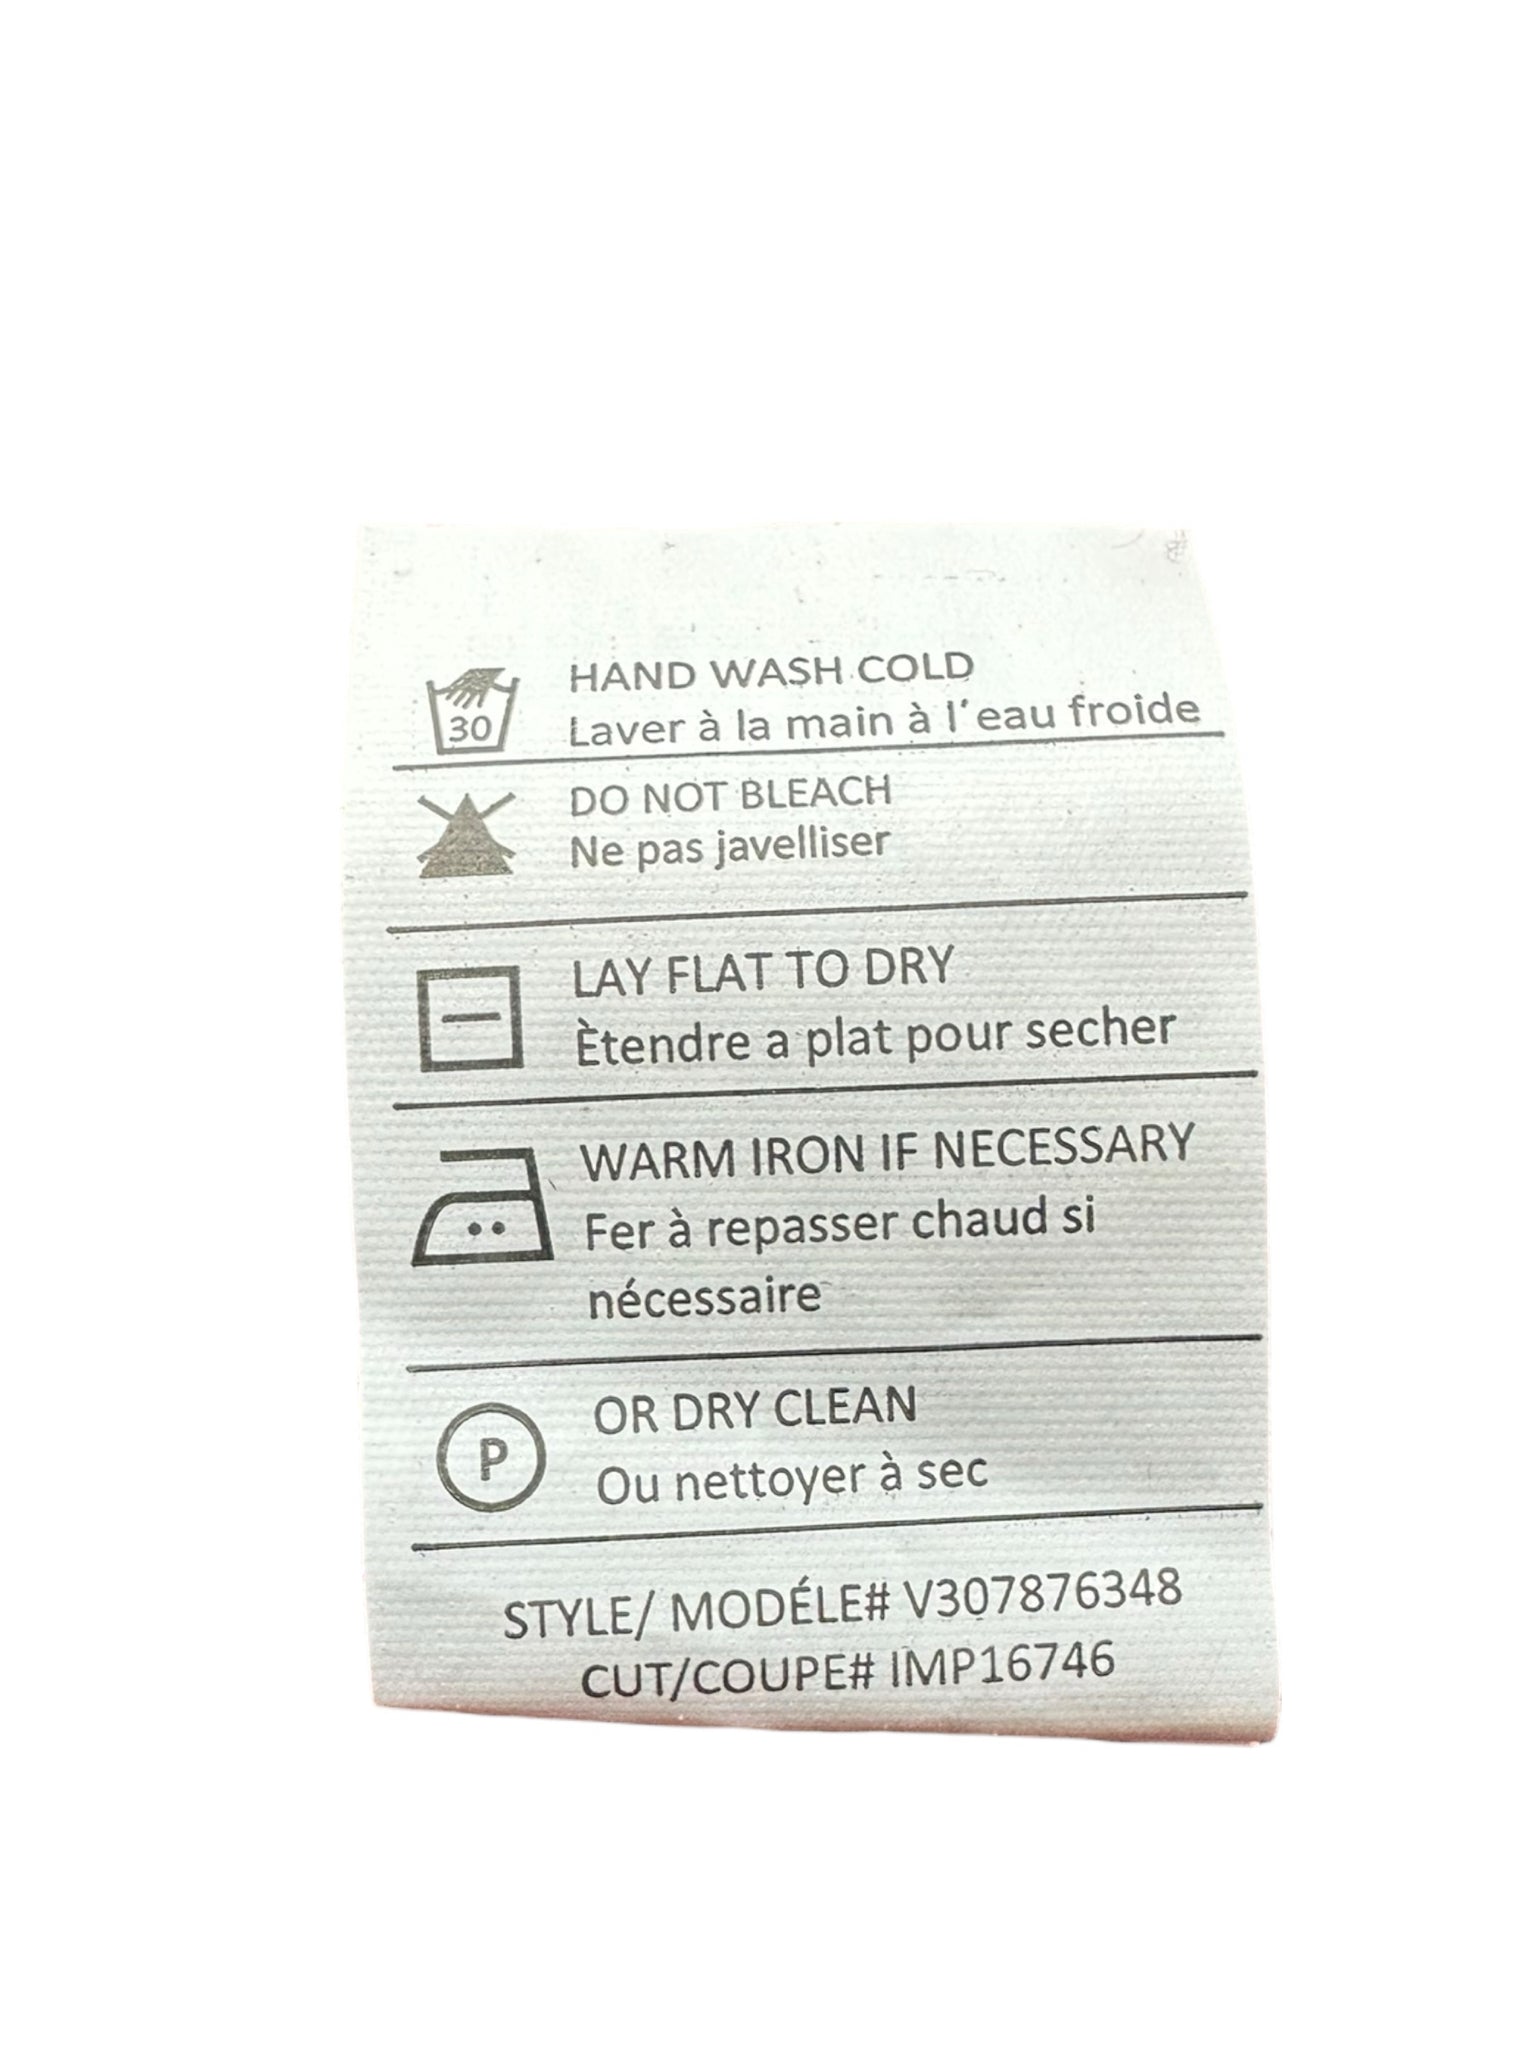 HAND WASH COLD
30
Laver à la main à l'eau froide
DO NOT BLEACH
Ne pas javelliser
LAY FLAT TO DRY
Ètendre a plat pour secher
WARM IRON IF NECESSARY
Fer à repasser chaud si
nécessaire
OR DRY CLEAN
P
Ou nettoyer à sec
STYLE/ MODÉLE# V307876348
CUT/COUPE# IMP16746